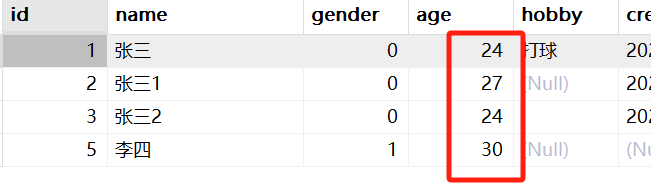 id name gender age hobby cre
1 张三 0 24 打球 202
2 张三1 0 27 (Null) 202
3 张三2 0 24 202
5 李四 1 30 (Null) (Nu